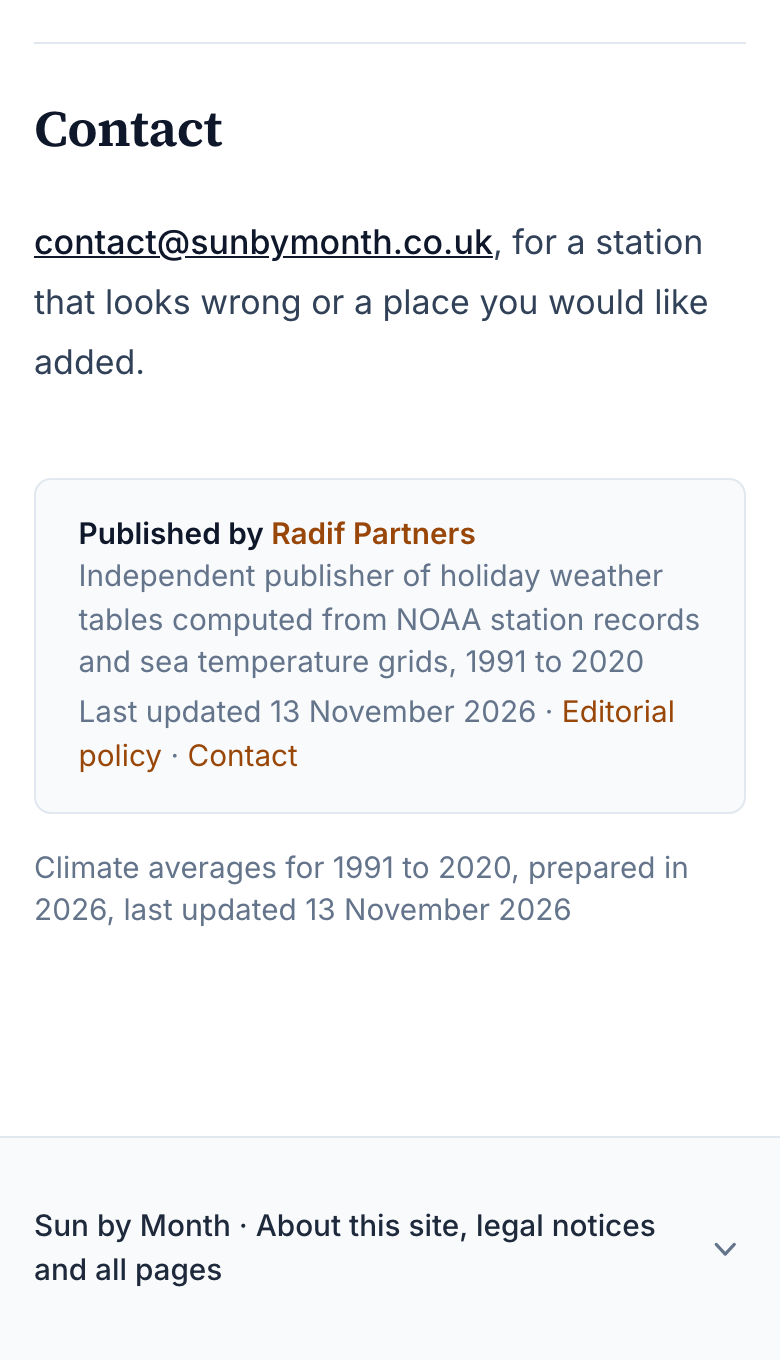 Contact
contact@sunbymonth.co.uk, for a station
that looks wrong or a place you would like
added.
Published by Radif Partners
Independent publisher of holiday weather
tables computed from NOAA station records
and sea temperature grids, 1991 to 2020
Last updated 13 November 2026 · Editorial
policy · Contact
Climate averages for 1991 to 2020, prepared in
2026, last updated 13 November 2026
Sun by Month · About this site, legal notices
and all pages